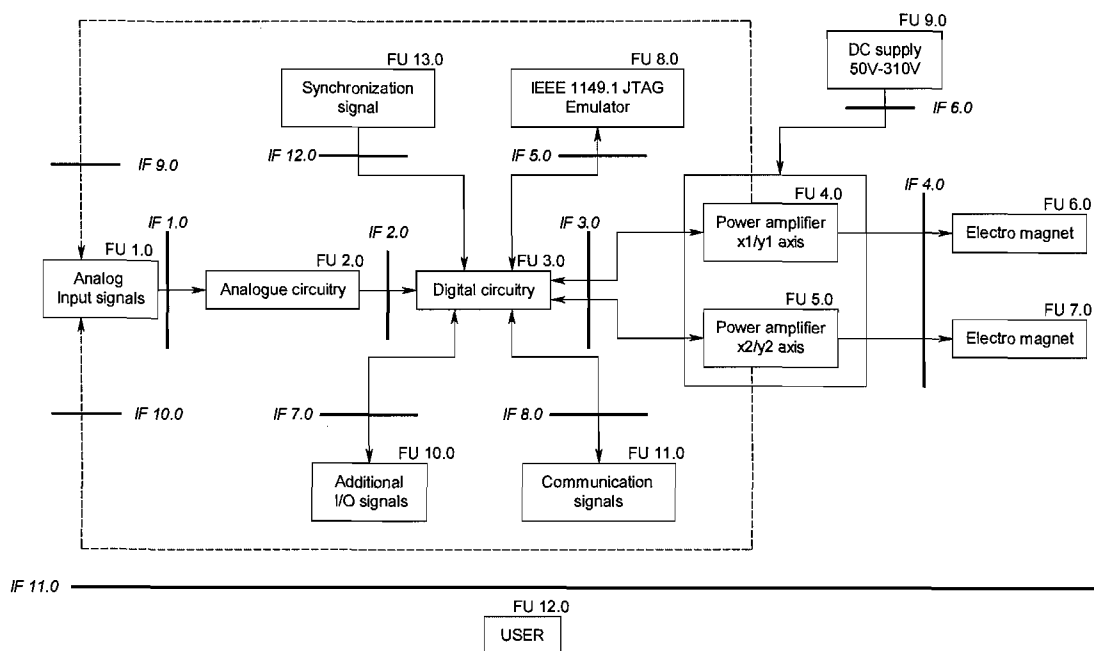 FU 9.0
DC supply
50V-310V
IF 6.0
FU 13.0
Synchronization
signal
IF 12.0
FU 8.0
IEEE 1149.1 JTAG
Emulator
IF 5.0
IF 9.0
IF 1.0
FU 1.0
Analog
Input signals
FU 2.0
Analogue circuitry
IF 2.0
FU 3.0
Digital circuitry
IF 3.0
FU 4.0
Power amplifier
x1/y1 axis
FU 5.0
Power amplifier
x2/y2 axis
IF 4.0
FU 6.0
Electro magnet
FU 7.0
Electro magnet
IF 10.0
IF 7.0
FU 10.0
Additional
I/O signals
IF 8.0
FU 11.0
Communication
signals
IF 11.0
FU 12.0
USER